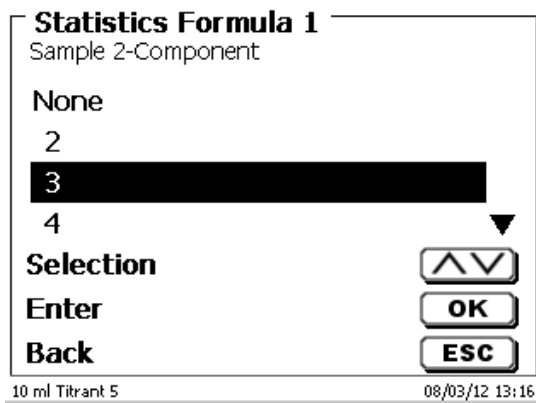 Statistics Formula 1
Sample 2-Component
None
2
3
4
Selection
Enter OK
Back ESC
10 ml Titrant 5 08/03/12 13:16